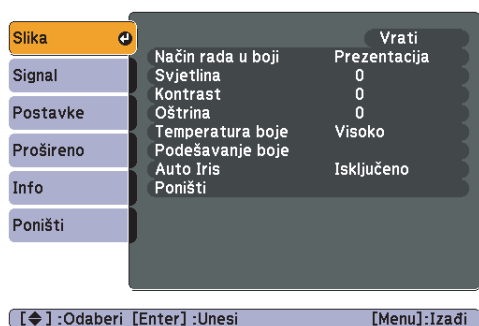 Slika
Signal
Postavke
Prošireno
Info
Poništi
Vrati
Način rada u boji Prezentacija
Svjetlina 0
Kontrast 0
Oštrina 0
Temperatura boje Visoko
Podešavanje boje
Auto Iris Isključeno
Poništi
[◆] :Odaberi [Enter] :Unesi [Menu]:Izađi